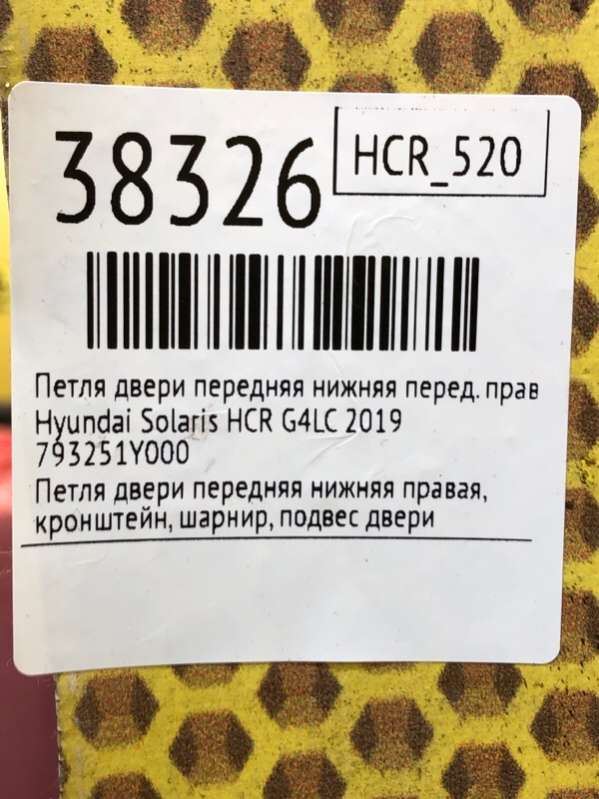 38326
HCR_520
Петля двери передняя нижняя перед. прав
Hyundai Solaris HCR G4LC 2019
793251Y000
Петля двери передняя нижняя правая,
кронштейн, шарнир, подвес двери